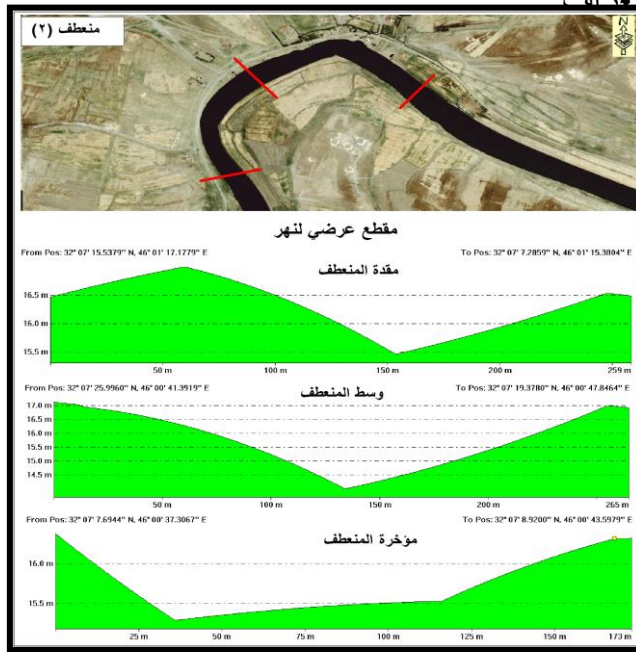 منعطف (٢)
N
مقطع عرضي لنهر
From Pos: 32° 07' 15.5379" N, 46° 01' 17.1779" E To Pos: 32° 07' 7.2859" N, 46° 01' 15.3804" E
مقدة المنعطف
16.5 m
16.0 m
15.5 m
50 m 100 m 150 m 200 m 259 m
From Pos: 32° 07' 25.9960" N, 46° 00' 41.3919" E To Pos: 32° 07' 19.3780" N, 46° 00' 47.8464" E
وسط المنعطف
17.0 m
16.5 m
16.0 m
15.5 m
15.0 m
14.5 m
50 m 100 m 150 m 200 m 265 m
From Pos: 32° 07' 7.6944" N, 46° 00' 37.3067" E To Pos: 32° 07' 8.9200" N, 46° 00' 43.5979" E
مؤخرة المنعطف
16.0 m
15.5 m
25 m 50 m 75 m 100 m 125 m 150 m 173 m